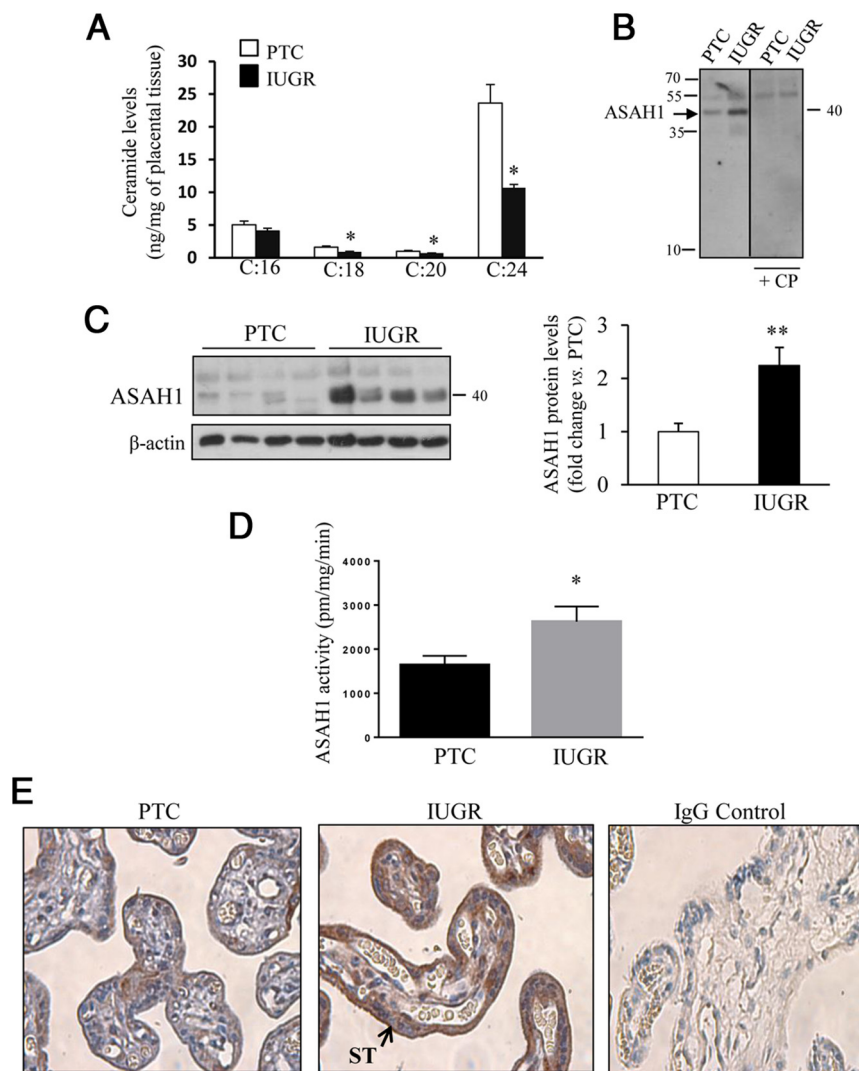 A
PTC
IUGR
Ceramide levels
(ng/mg of placental tissue)
30
25
20
15
10
5
0
*
*
*
C:16 C:18 C:20 C:24
B
PTC IUGR PTC IUGR
70
55
ASAH1
40
35
10
+ CP
C
PTC IUGR
ASAH1
40
β-actin
ASAH1 protein levels
(fold change vs. PTC)
3
2
1
0
**
PTC IUGR
D
ASAH1 activity (pm/mg/min)
4000
3000
2000
1000
0
*
PTC IUGR
E
PTC IUGR IgG Control
ST